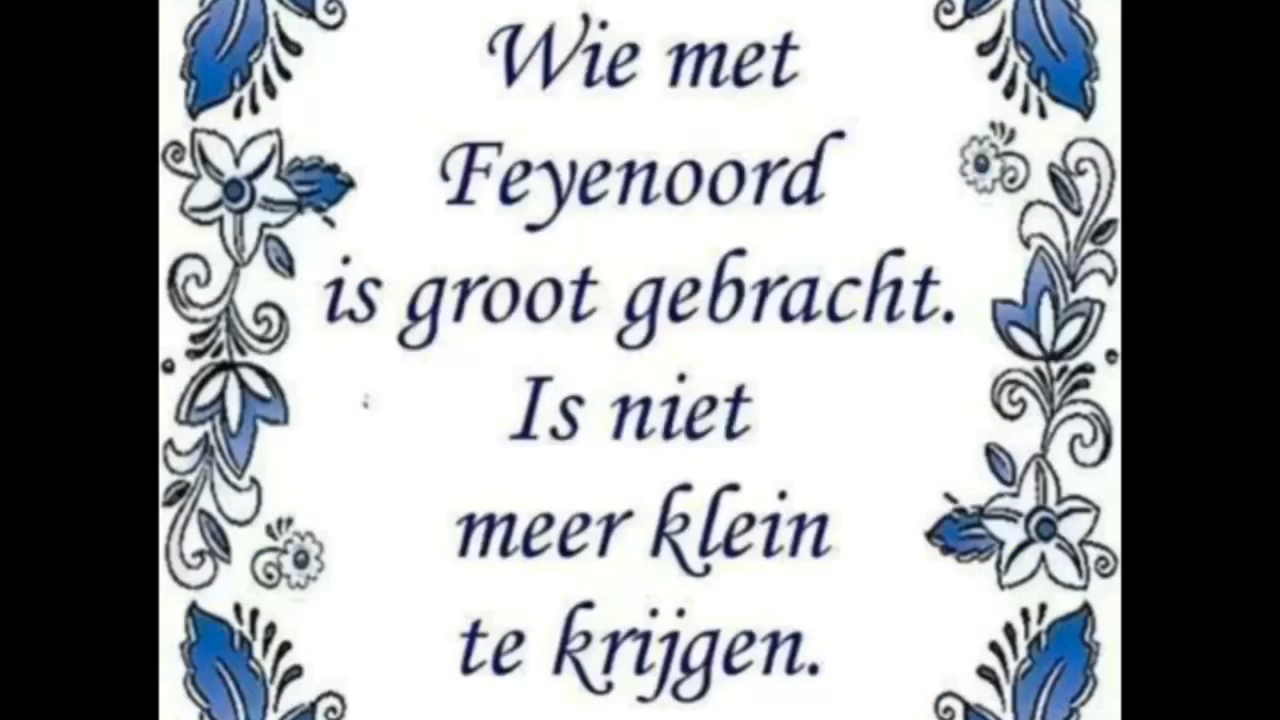 Wie met
Feyenoord
is groot gebracht.
Is niet
meer klein
te krijgen.